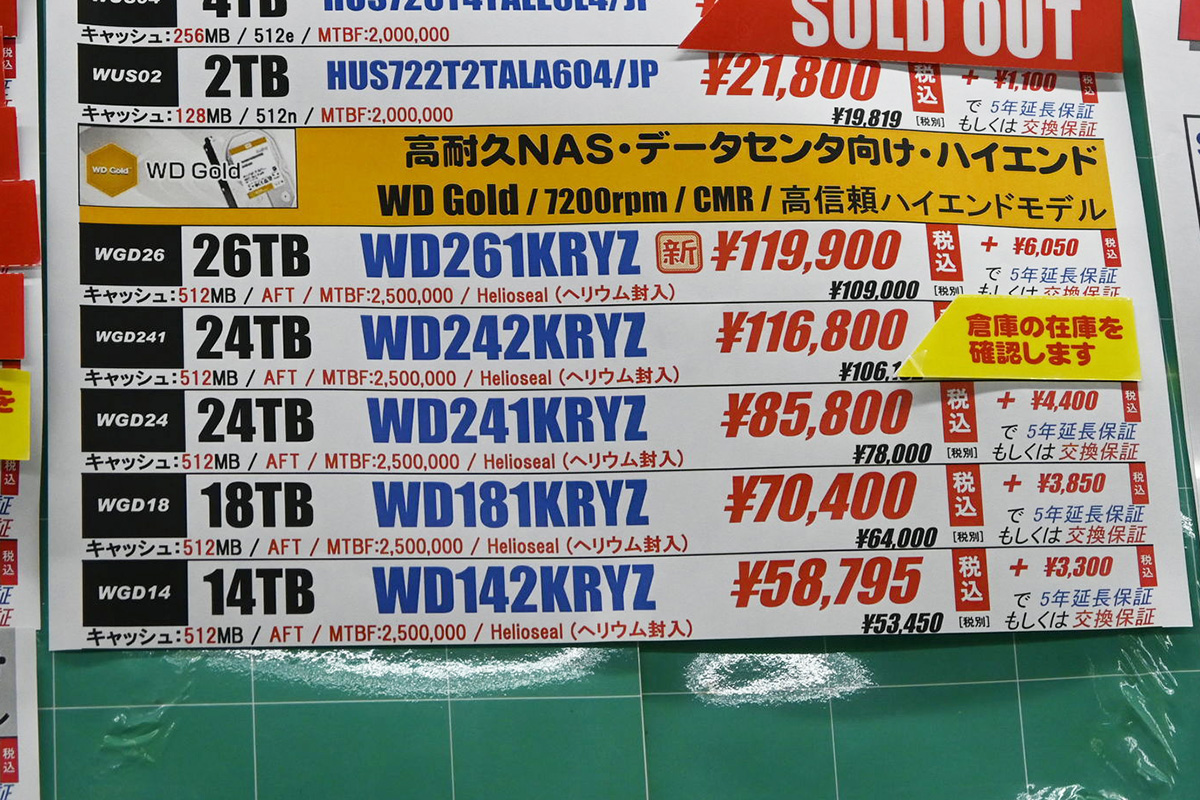 4TB
SOLD OUT
キャッシュ:256MB / 512e / MTBF:2,000,000
WUS02 2TB HUS722T2TALA604/JP ¥21,800 税込 + ¥1,100 税込
¥19,819 [税別] で 5年延長保証
キャッシュ:128MB / 512n / MTBF:2,000,000 もしくは 交換保証
WD Gold WD Gold 高耐久NAS・データセンタ向け・ハイエンド
WD Gold / 7200rpm / CMR / 高信頼ハイエンドモデル
WGD26 26TB WD261KRYZ 新 ¥119,900 税込 + ¥6,050 税込
で 5年延長保証
キャッシュ:512MB / AFT / MTBF:2,500,000 / Helioseal (ヘリウム封入) ¥109,000 [税別] もしくは 交換保証
WGD241 24TB WD242KRYZ ¥116,800 倉庫の在庫を
確認します
キャッシュ:512MB / AFT / MTBF:2,500,000 / Helioseal (ヘリウム封入)
WGD24 24TB WD241KRYZ ¥85,800 税込 + ¥4,400 税込
で 5年延長保証
キャッシュ:512MB / AFT / MTBF:2,500,000 / Helioseal (ヘリウム封入) ¥78,000 [税別] もしくは 交換保証
WGD18 18TB WD181KRYZ ¥70,400 税込 + ¥3,850 税込
で 5年延長保証
キャッシュ:512MB / AFT / MTBF:2,500,000 / Helioseal (ヘリウム封入) ¥64,000 [税別] もしくは 交換保証
WGD14 14TB WD142KRYZ ¥58,795 税込 + ¥3,300 税込
で 5年延長保証
キャッシュ:512MB / AFT / MTBF:2,500,000 / Helioseal (ヘリウム封入) ¥53,450 [税別] もしくは 交換保証